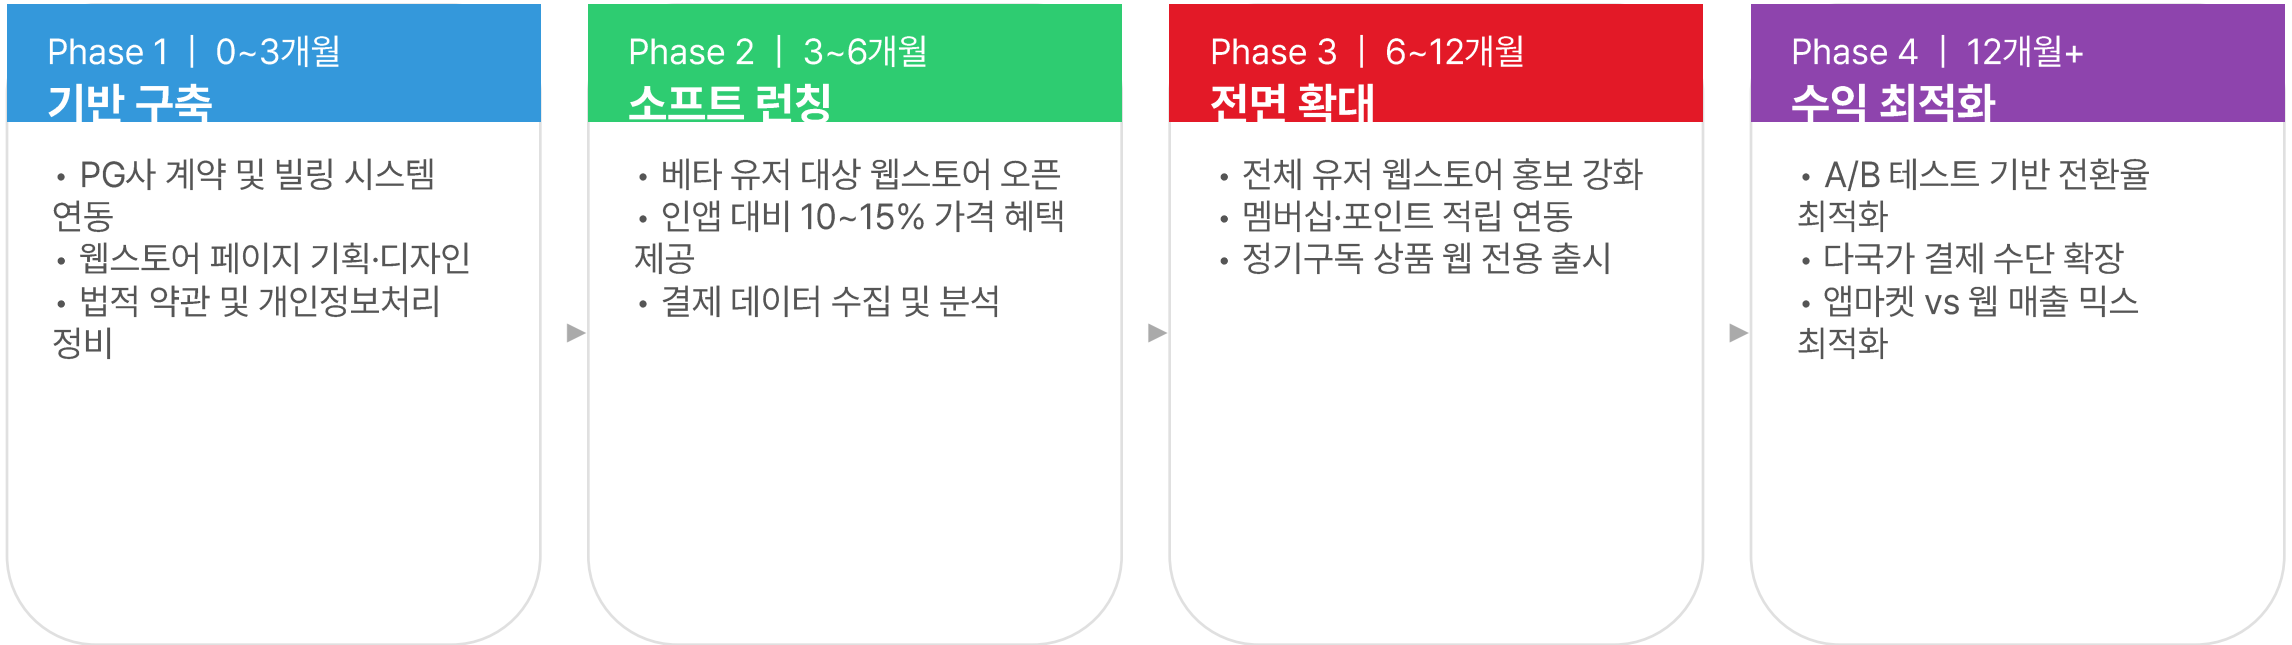 Phase 1 | 0~3개월
기반 구축
• PG사 계약 및 빌링 시스템
연동
• 웹스토어 페이지 기획·디자인
• 법적 약관 및 개인정보처리
정비
Phase 2 | 3~6개월
소프트 런칭
• 베타 유저 대상 웹스토어 오픈
• 인앱 대비 10~15% 가격 혜택
제공
• 결제 데이터 수집 및 분석
Phase 3 | 6~12개월
전면 확대
• 전체 유저 웹스토어 홍보 강화
• 멤버십·포인트 적립 연동
• 정기구독 상품 웹 전용 출시
Phase 4 | 12개월+
수익 최적화
• A/B 테스트 기반 전환율
최적화
• 다국가 결제 수단 확장
• 앱마켓 vs 웹 매출 믹스
최적화